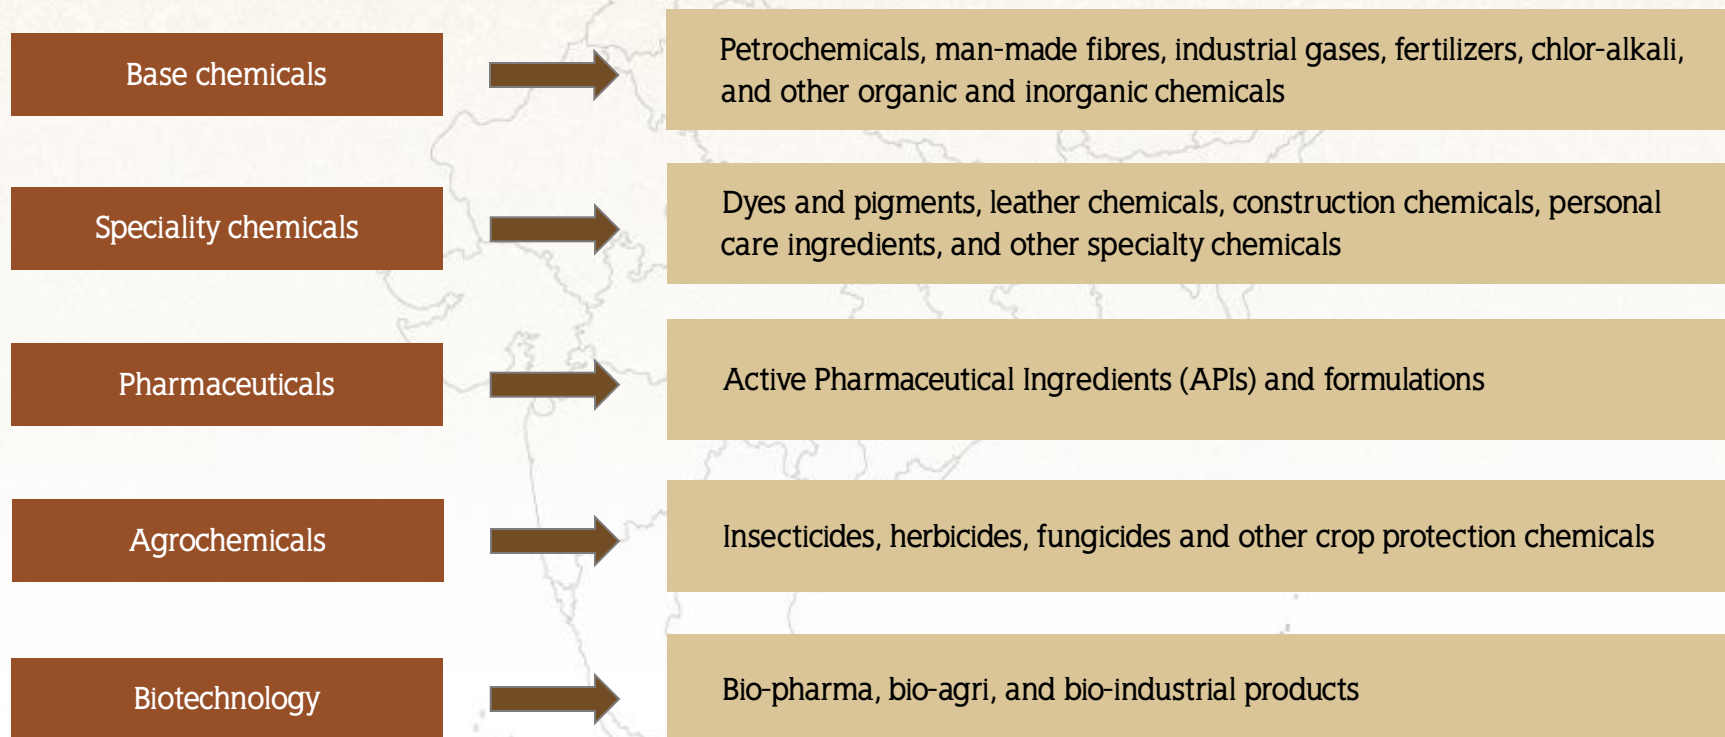 Base chemicals
Petrochemicals, man-made fibres, industrial gases, fertilizers, chlor-alkali,
and other organic and inorganic chemicals
Speciality chemicals
Dyes and pigments, leather chemicals, construction chemicals, personal
care ingredients, and other specialty chemicals
Pharmaceuticals
Active Pharmaceutical Ingredients (APIs) and formulations
Agrochemicals
Insecticides, herbicides, fungicides and other crop protection chemicals
Biotechnology
Bio-pharma, bio-agri, and bio-industrial products